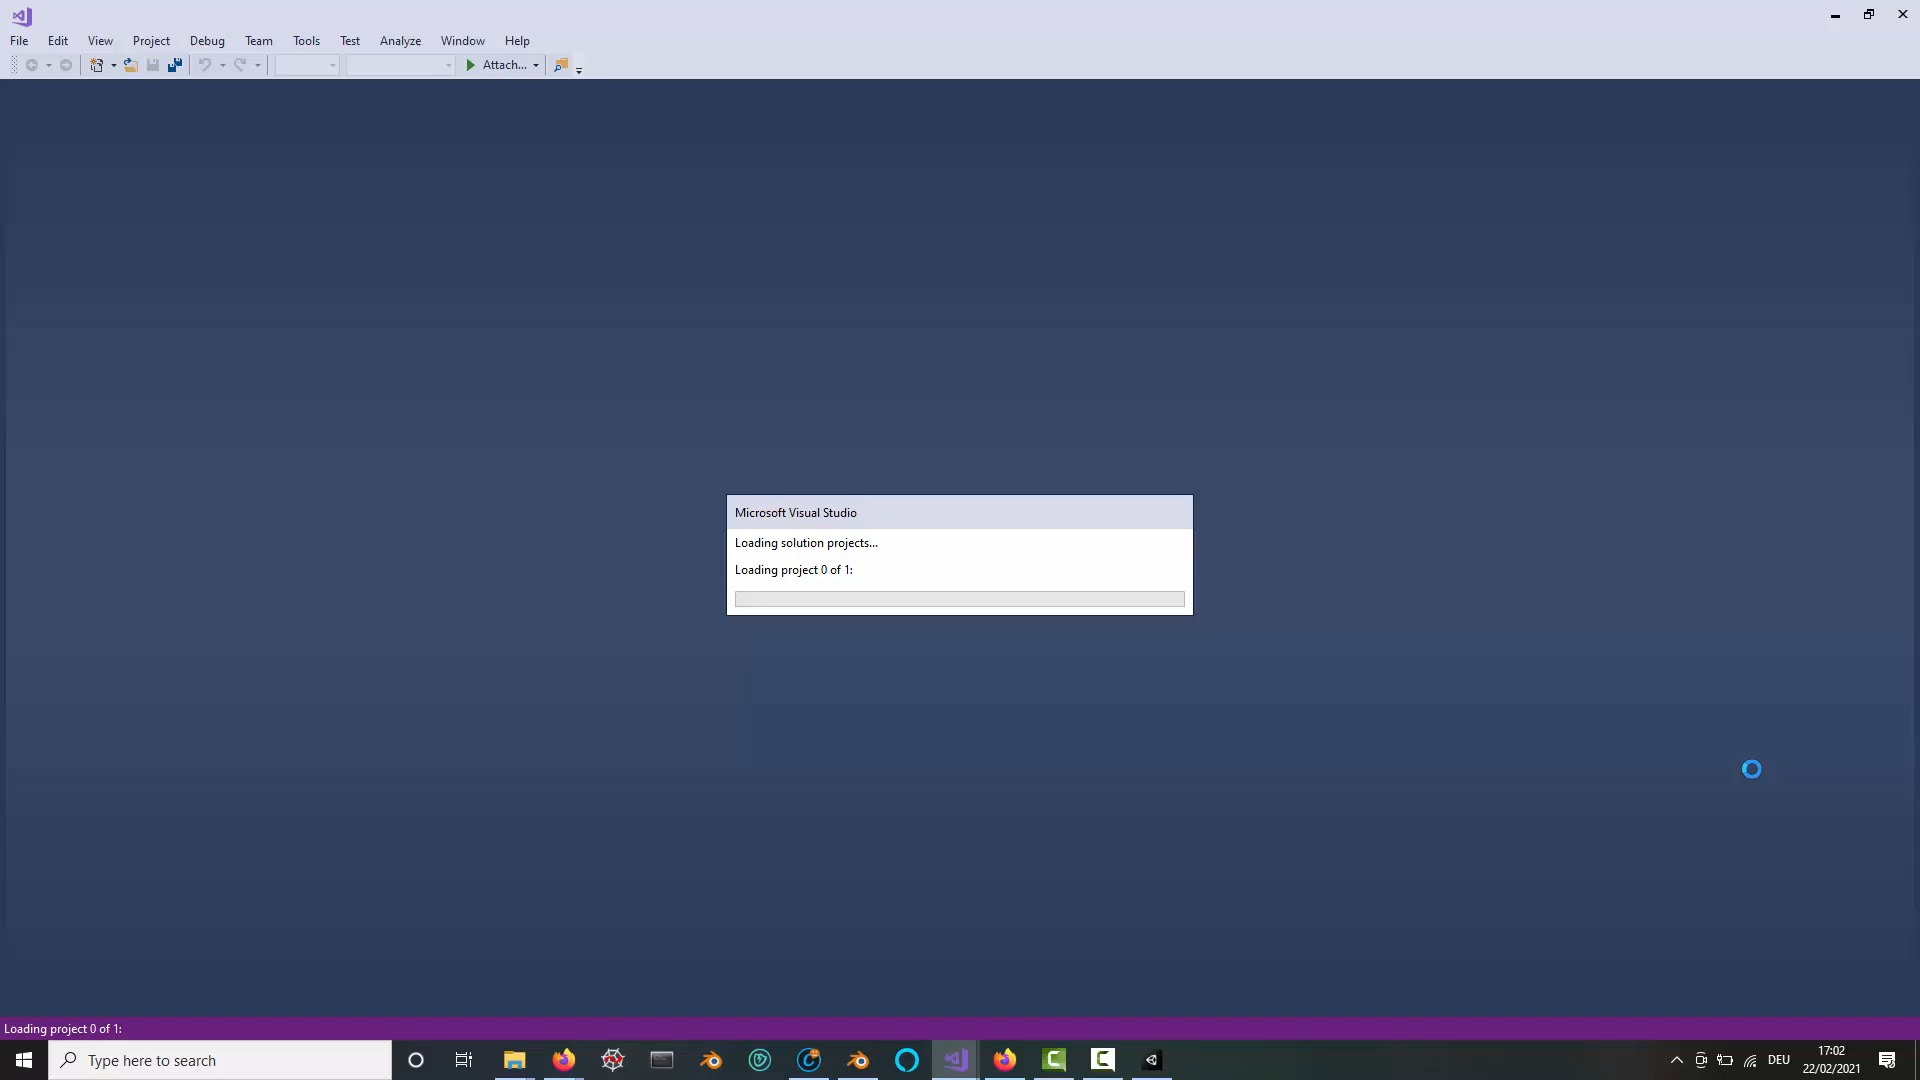 File Edit View Project Debug Team Tools Test Analyze Window Help
Attach...
Microsoft Visual Studio
Loading solution projects...
Loading project 0 of 1:
Loading project 0 of 1:
Type here to search
DEU
17:02
22/02/2021